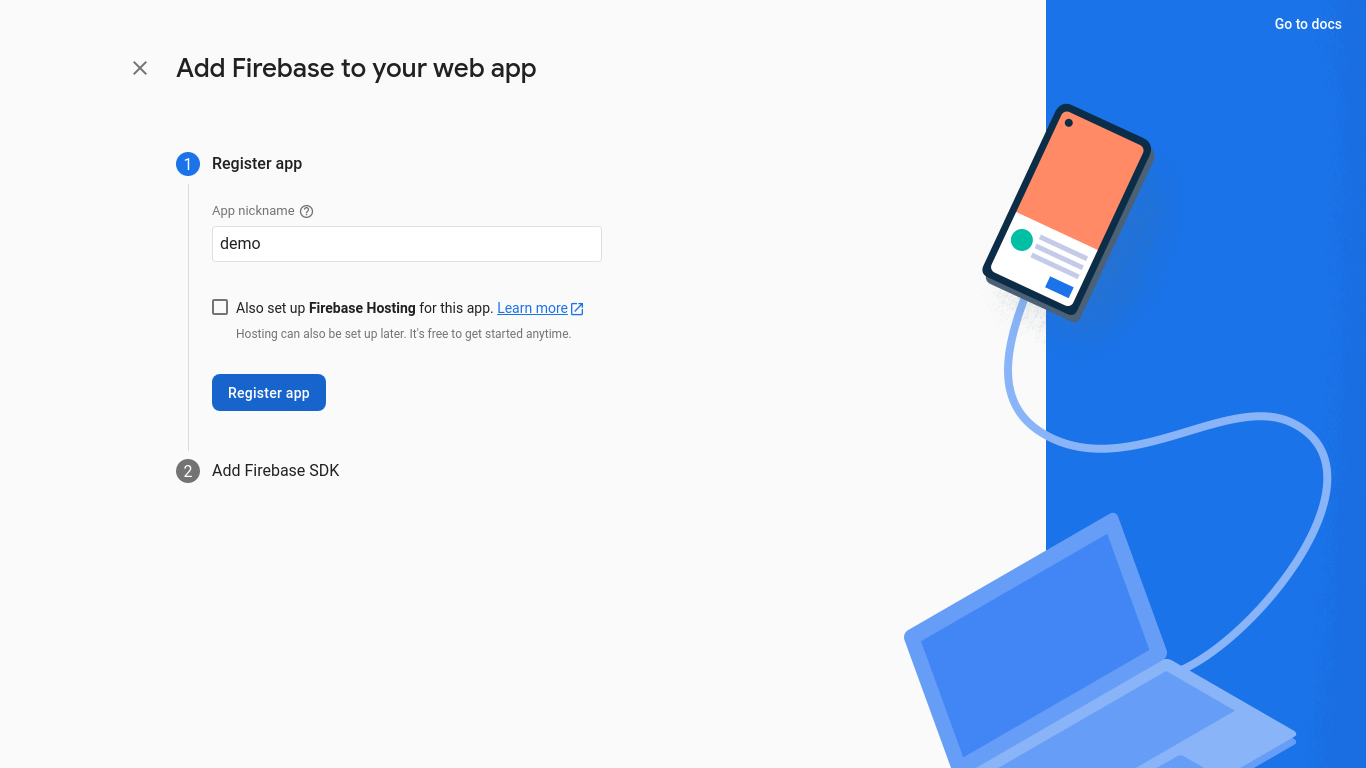 Go to docs
Add Firebase to your web app
1 Register app
App nickname
demo
Also set up Firebase Hosting for this app. Learn more
Hosting can also be set up later. It's free to get started anytime.
Register app
2 Add Firebase SDK